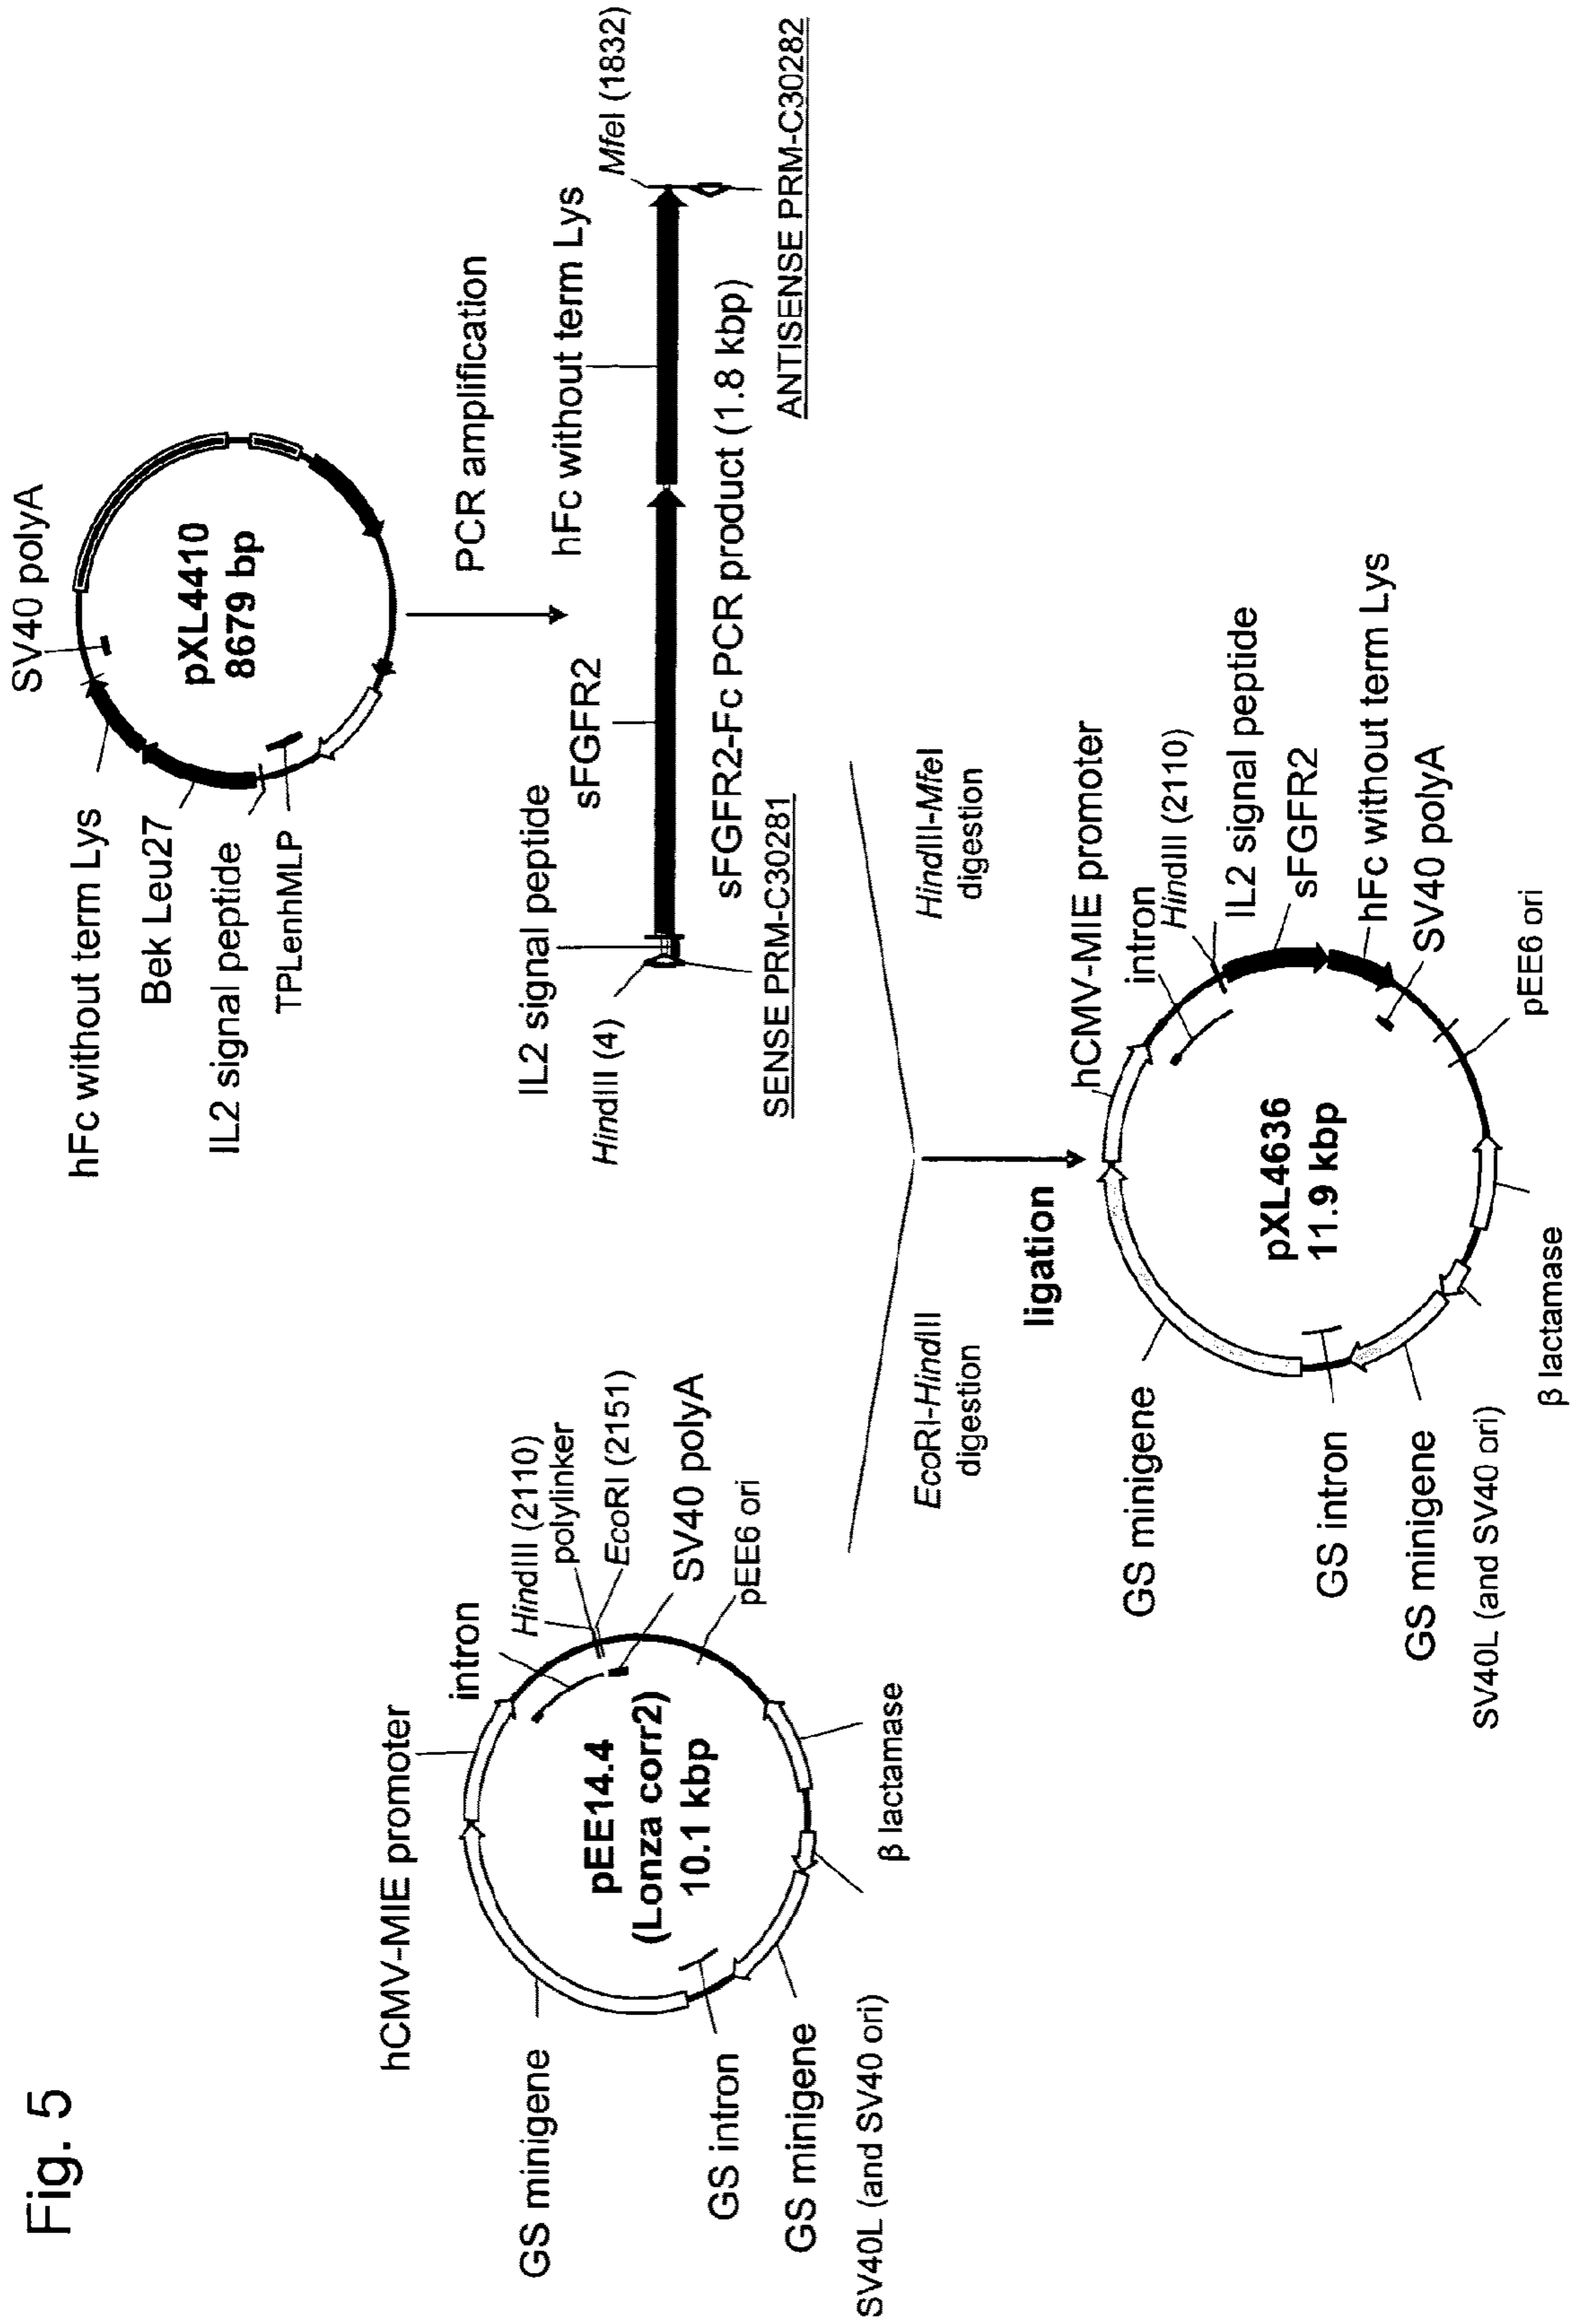 Fig. 5
hCMV-MIE promoter
intron
HindIII (2110)
polylinker
EcoRI (2151)
SV40 polyA
pEE6 ori
GS minigene
pEE14.4
(Lonza corr2)
10.1 kbp
GS intron
GS minigene
SV40L (and SV40 ori)
β lactamase
SV40 polyA
hFc without term Lys
Bek Leu27
IL2 signal peptide
TPLenhMLP
pXL4410
8679 bp
PCR amplification
IL2 signal peptide
sFGFR2
hFc without term Lys
MfeI (1832)
HindIII (4)
sFGFR2-Fc PCR product (1.8 kbp)
SENSE PRM-C30281
ANTISENSE PRM-C30282
EcoRI-HindIII
digestion
HindIII-MfeI
digestion
ligation
hCMV-MIE promoter
intron
HindIII (2110)
IL2 signal peptide
sFGFR2
hFc without term Lys
SV40 polyA
pEE6 ori
GS minigene
pXL4636
11.9 kbp
GS intron
GS minigene
SV40L (and SV40 ori)
β lactamase